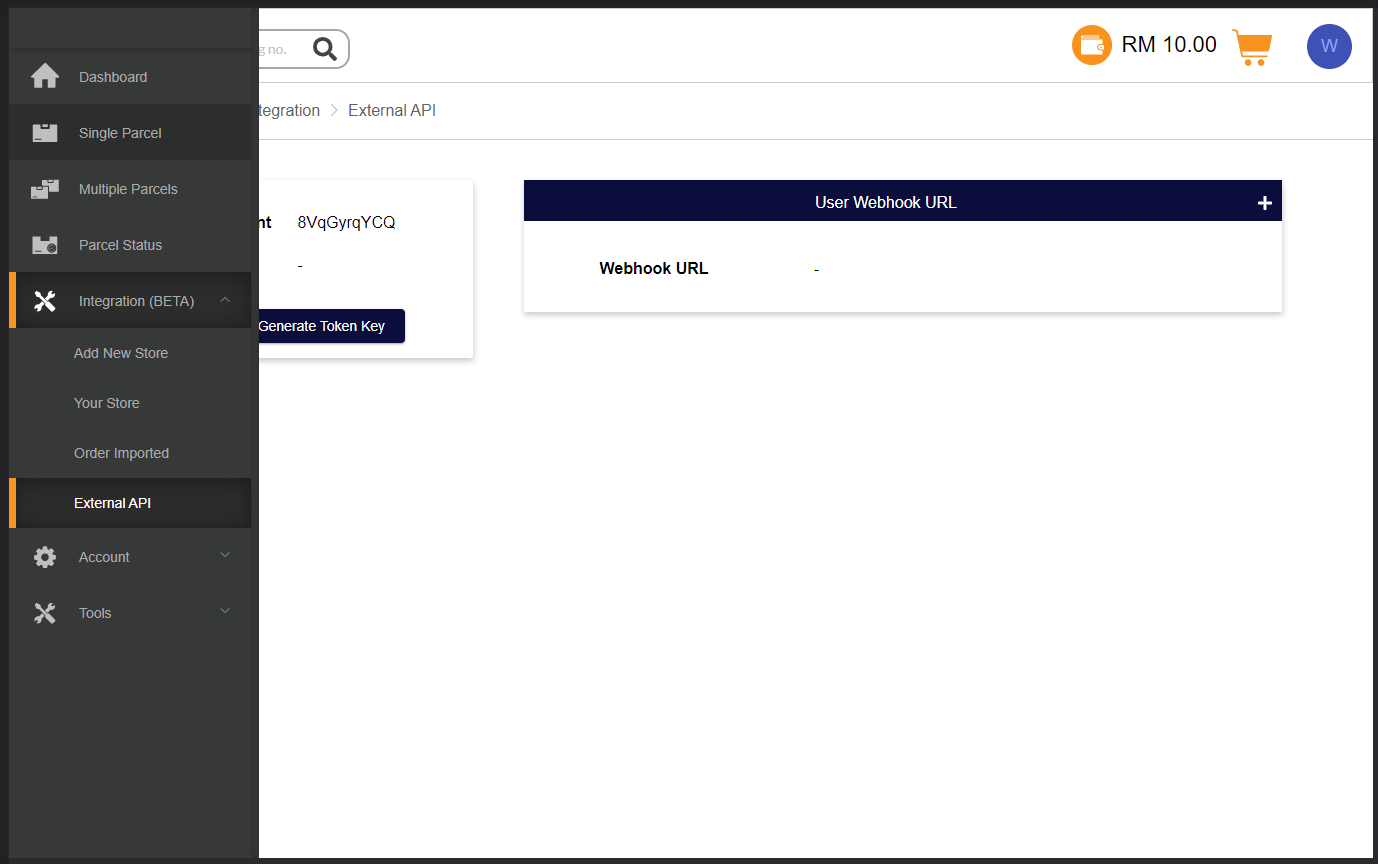 Dashboard
Single Parcel
Multiple Parcels
Parcel Status
Integration (BETA)
Add New Store
Your Store
Order Imported
External API
Account
Tools
g no.
RM 10.00
W
tegration > External API
nt 8VqGyrqYCQ
-
Generate Token Key
User Webhook URL +
Webhook URL -